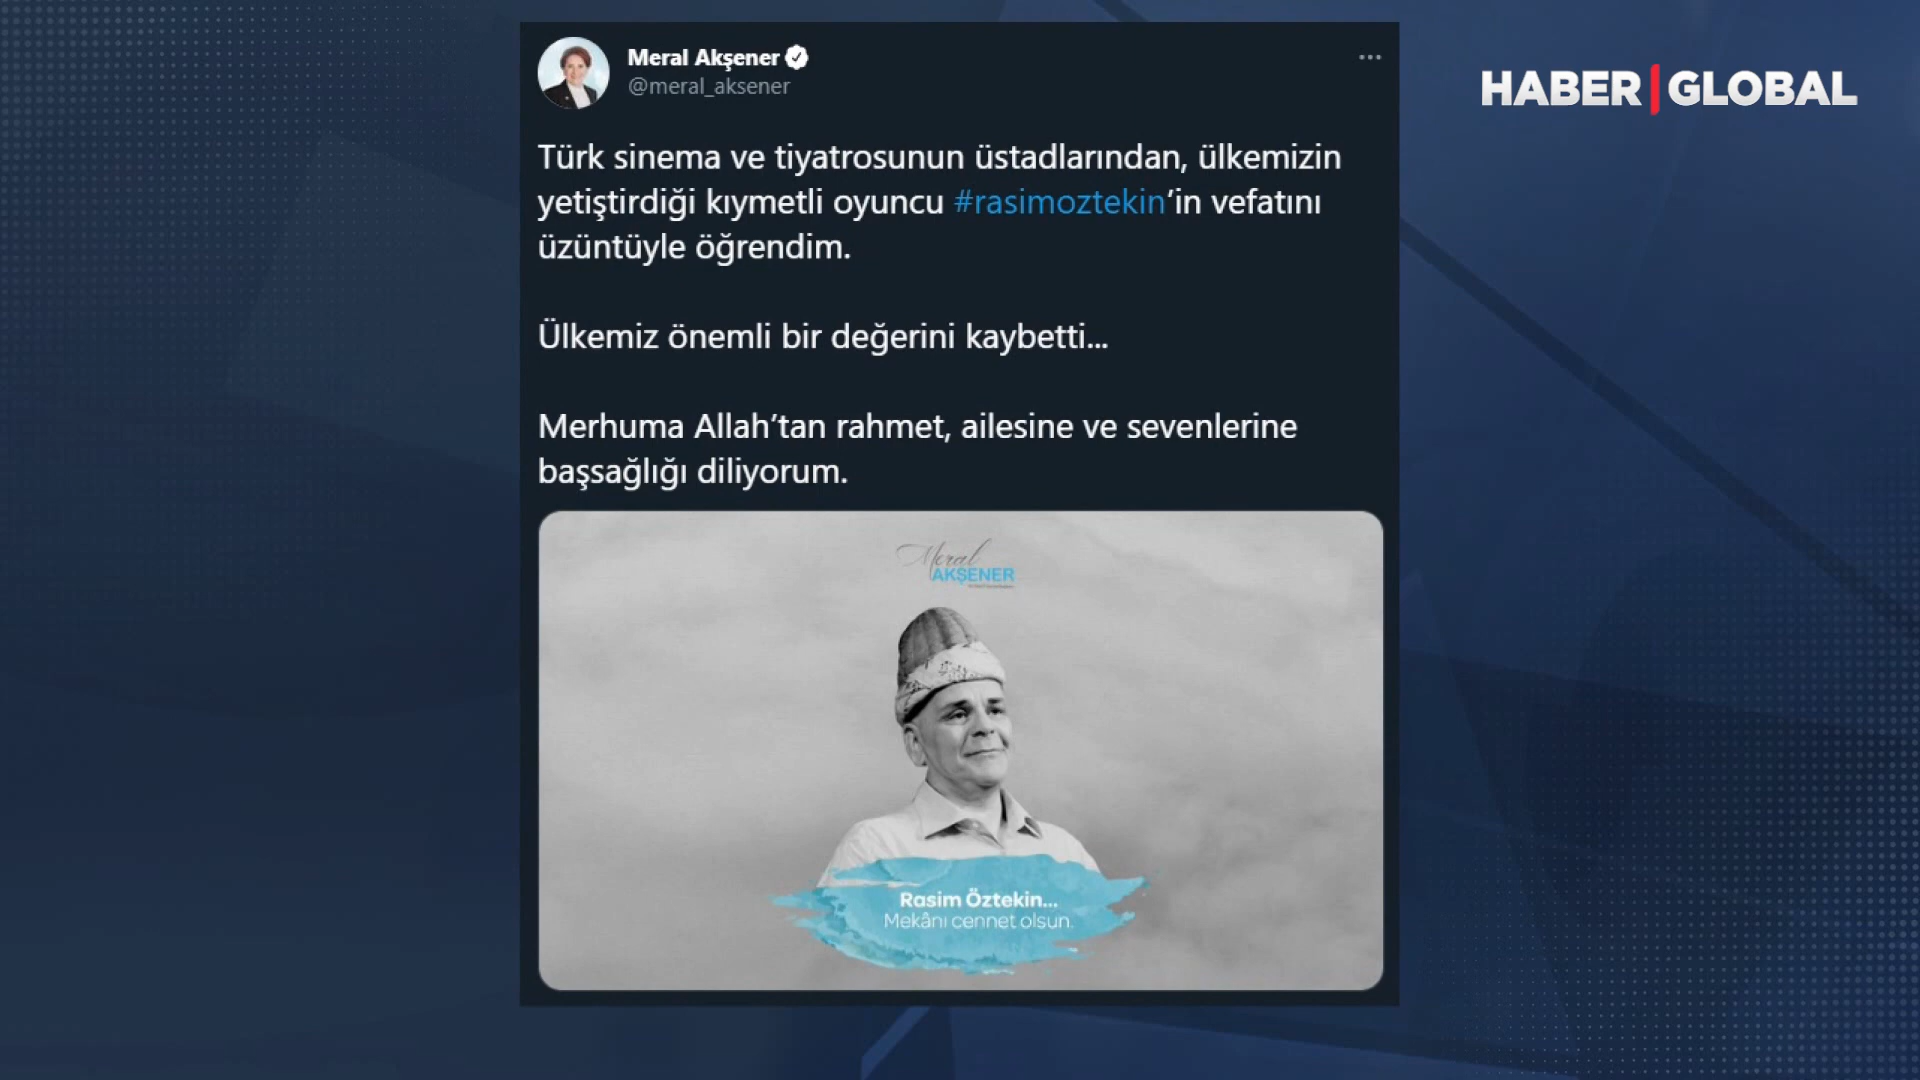 Meral Akşener
@meral_aksener
HABER GLOBAL
Türk sinema ve tiyatrosunun üstadlarından, ülkemizin
yetiştirdiği kıymetli oyuncu #rasimoztekin’in vefatını
üzüntüyle öğrendim.
Ülkemiz önemli bir değerini kaybetti...
Merhuma Allah’tan rahmet, ailesine ve sevenlerine
başsağlığı diliyorum.
Meral
AKŞENER
Rasim Öztekin...
Mekânı cennet olsun.